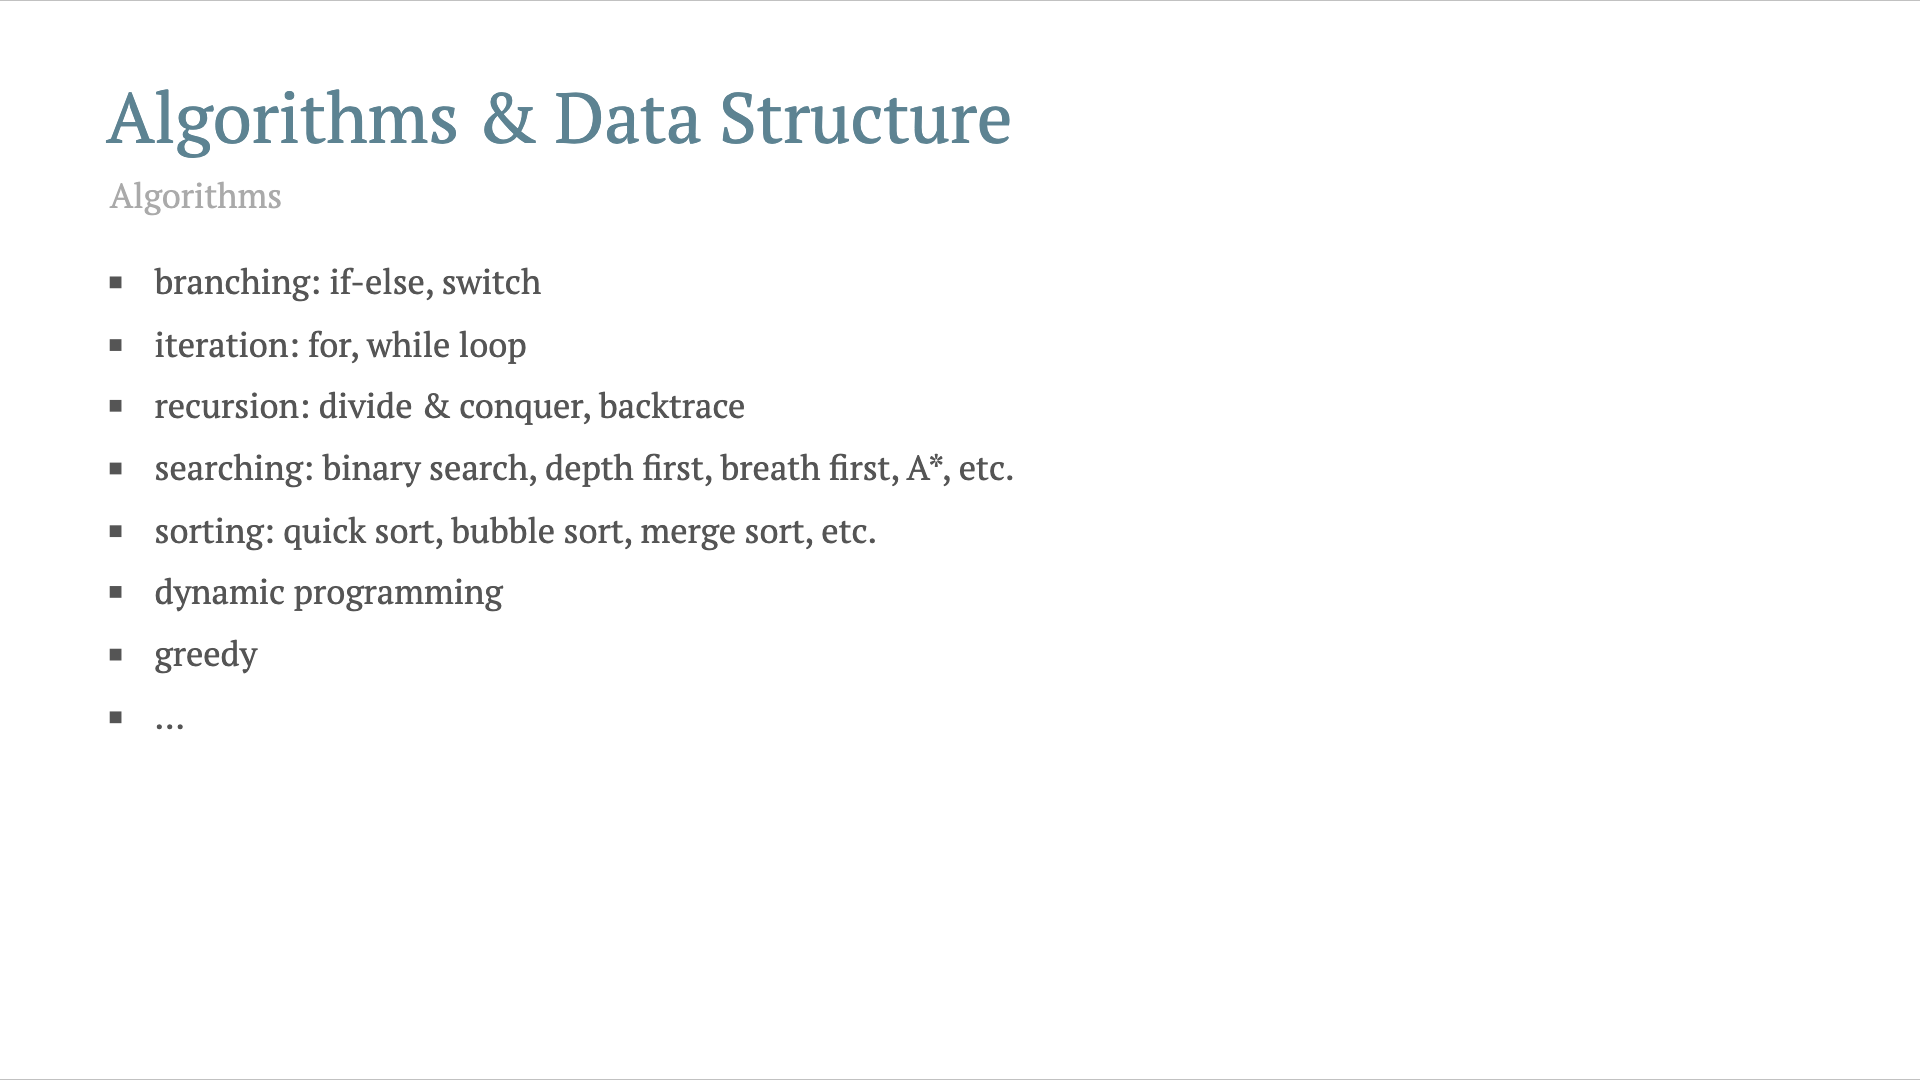 Algorithms & Data Structure
Algorithms
▪ branching: if-else, switch
▪ iteration: for, while loop
▪ recursion: divide & conquer, backtrace
▪ searching: binary search, depth first, breath first, A*, etc.
▪ sorting: quick sort, bubble sort, merge sort, etc.
▪ dynamic programming
▪ greedy
▪ ...